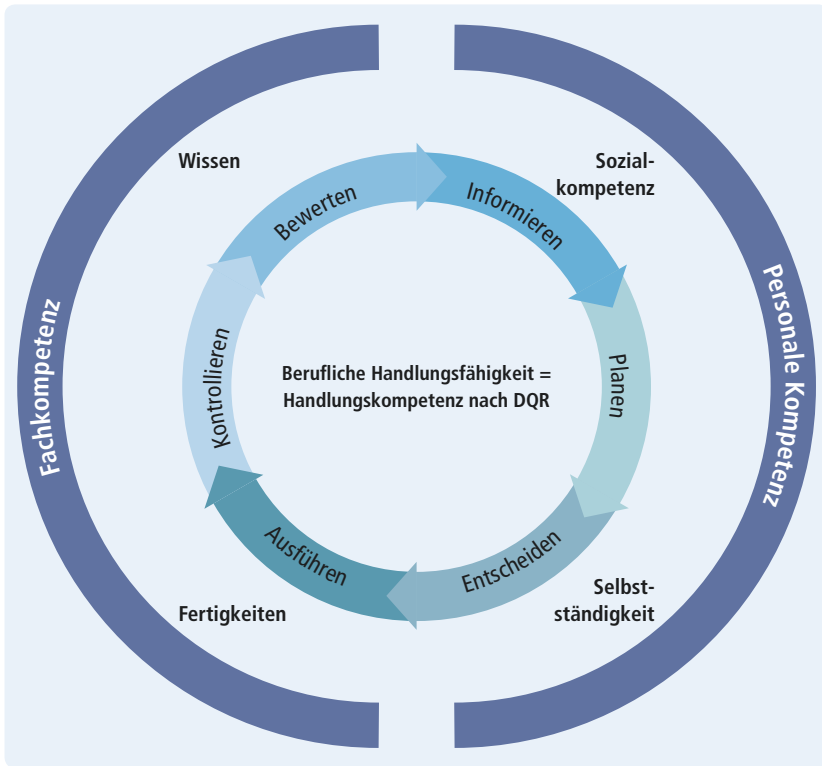 Wissen
Sozial-
kompetenz
Bewerten
Informieren
Fachkompetenz
Personale Kompetenz
Kontrollieren
Planen
Berufliche Handlungsfähigkeit =
Handlungskompetenz nach DQR
Ausführen
Entscheiden
Fertigkeiten
Selbst-
ständigkeit